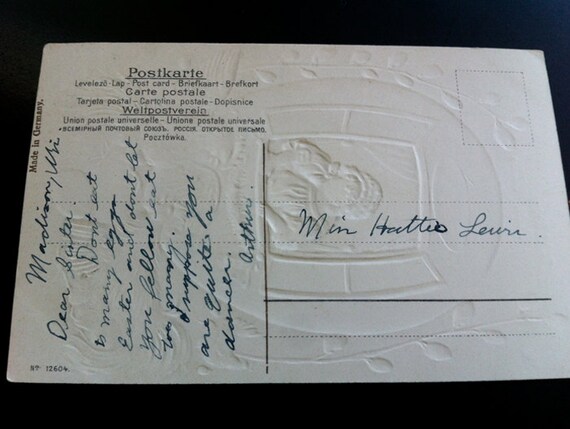 Postkarte
Levelező-Lap - Post card - Briefkaart - Brefkort
Carte postale
Tarjeta postal - Cartolina postale - Dopisnice
Weltpostverein
Union postale universelle - Unione postale universale
ВСЕМІРНЫЙ ПОЧТОВЫЙ СОЮЗЪ. РОССІЯ. ОТКРЫТОЕ ПИСЬМО.
Pocztówka.
Made in Germany.
Madison, Wis.
Dear Sister.
Dont eat
to many eggs
Easter and dont let
you fellow eat
too many.
I suppose you
are quite a
dancer.
Arthur.
Miss Hattie Lewis.
No 12604.